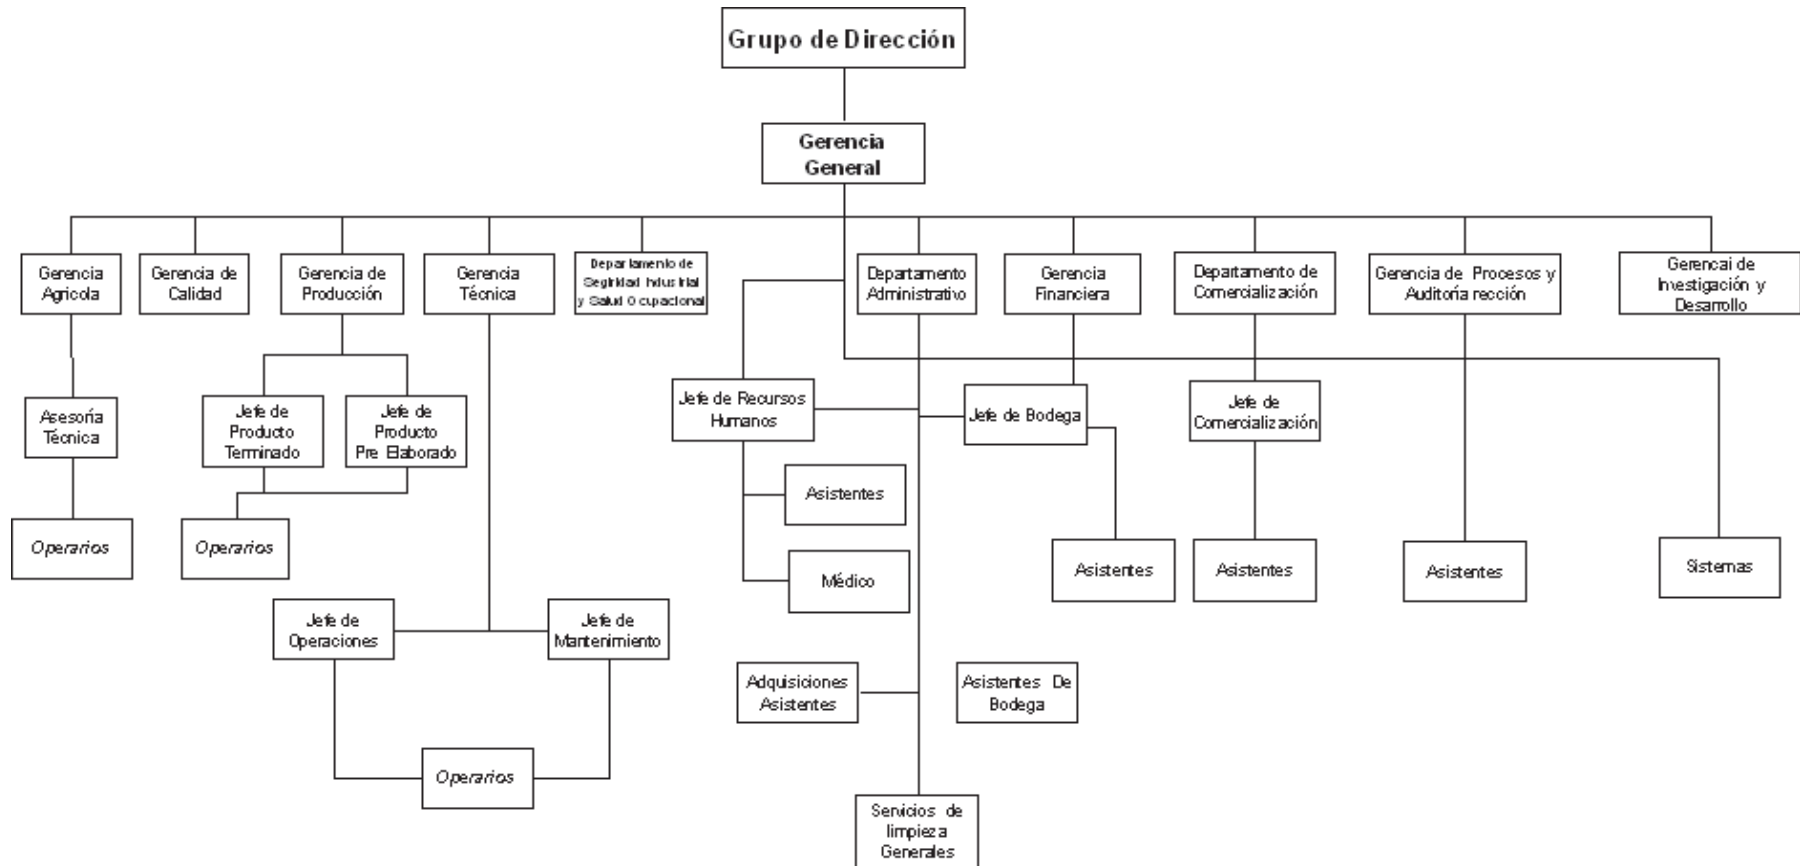 Grupo de Dirección
Gerencia
General
Gerencia
Agricola
Gerencia de
Calidad
Gerencia de
Producción
Gerencia
Técnica
Departamento de
Seguridad Industrial
y Salud Ocupacional
Departamento
Administrativo
Gerencia
Financiera
Departamento de
Comercialización
Gerencia de Procesos y
Auditoría rección
Gerencai de
Investigación y
Desarrollo
Asesoría
Técnica
Jefe de
Producto
Terminado
Jefe de
Producto
Pre Elaborado
Jefe de Recursos
Humanos
Jefe de Bodega
Jefe de
Comercialización
Asistentes
Operarios
Operarios
Médico
Asistentes
Asistentes
Asistentes
Sistemas
Jefe de
Operaciones
Jefe de
Mantenimiento
Adquisiciones
Asistentes
Asistentes De
Bodega
Operarios
Servicios de
limpieza
Generales